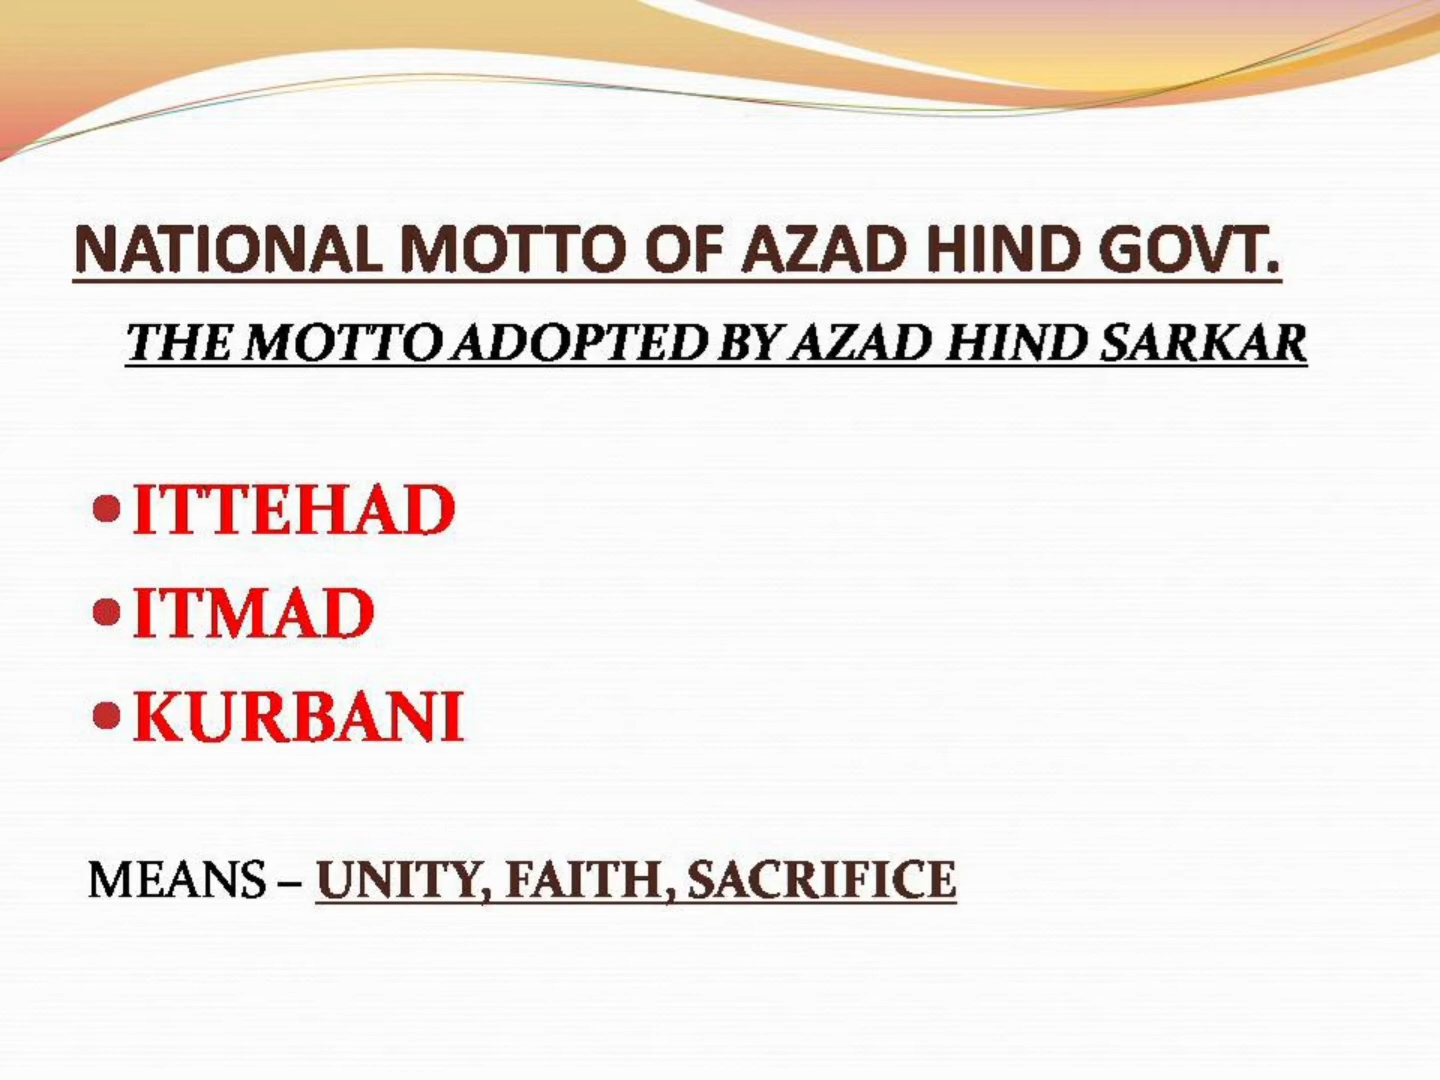 NATIONAL MOTTO OF AZAD HIND GOVT.
THE MOTTO ADOPTED BY AZAD HIND SARKAR
•ITTEHAD
•ITMAD
•KURBANI
MEANS – UNITY, FAITH, SACRIFICE